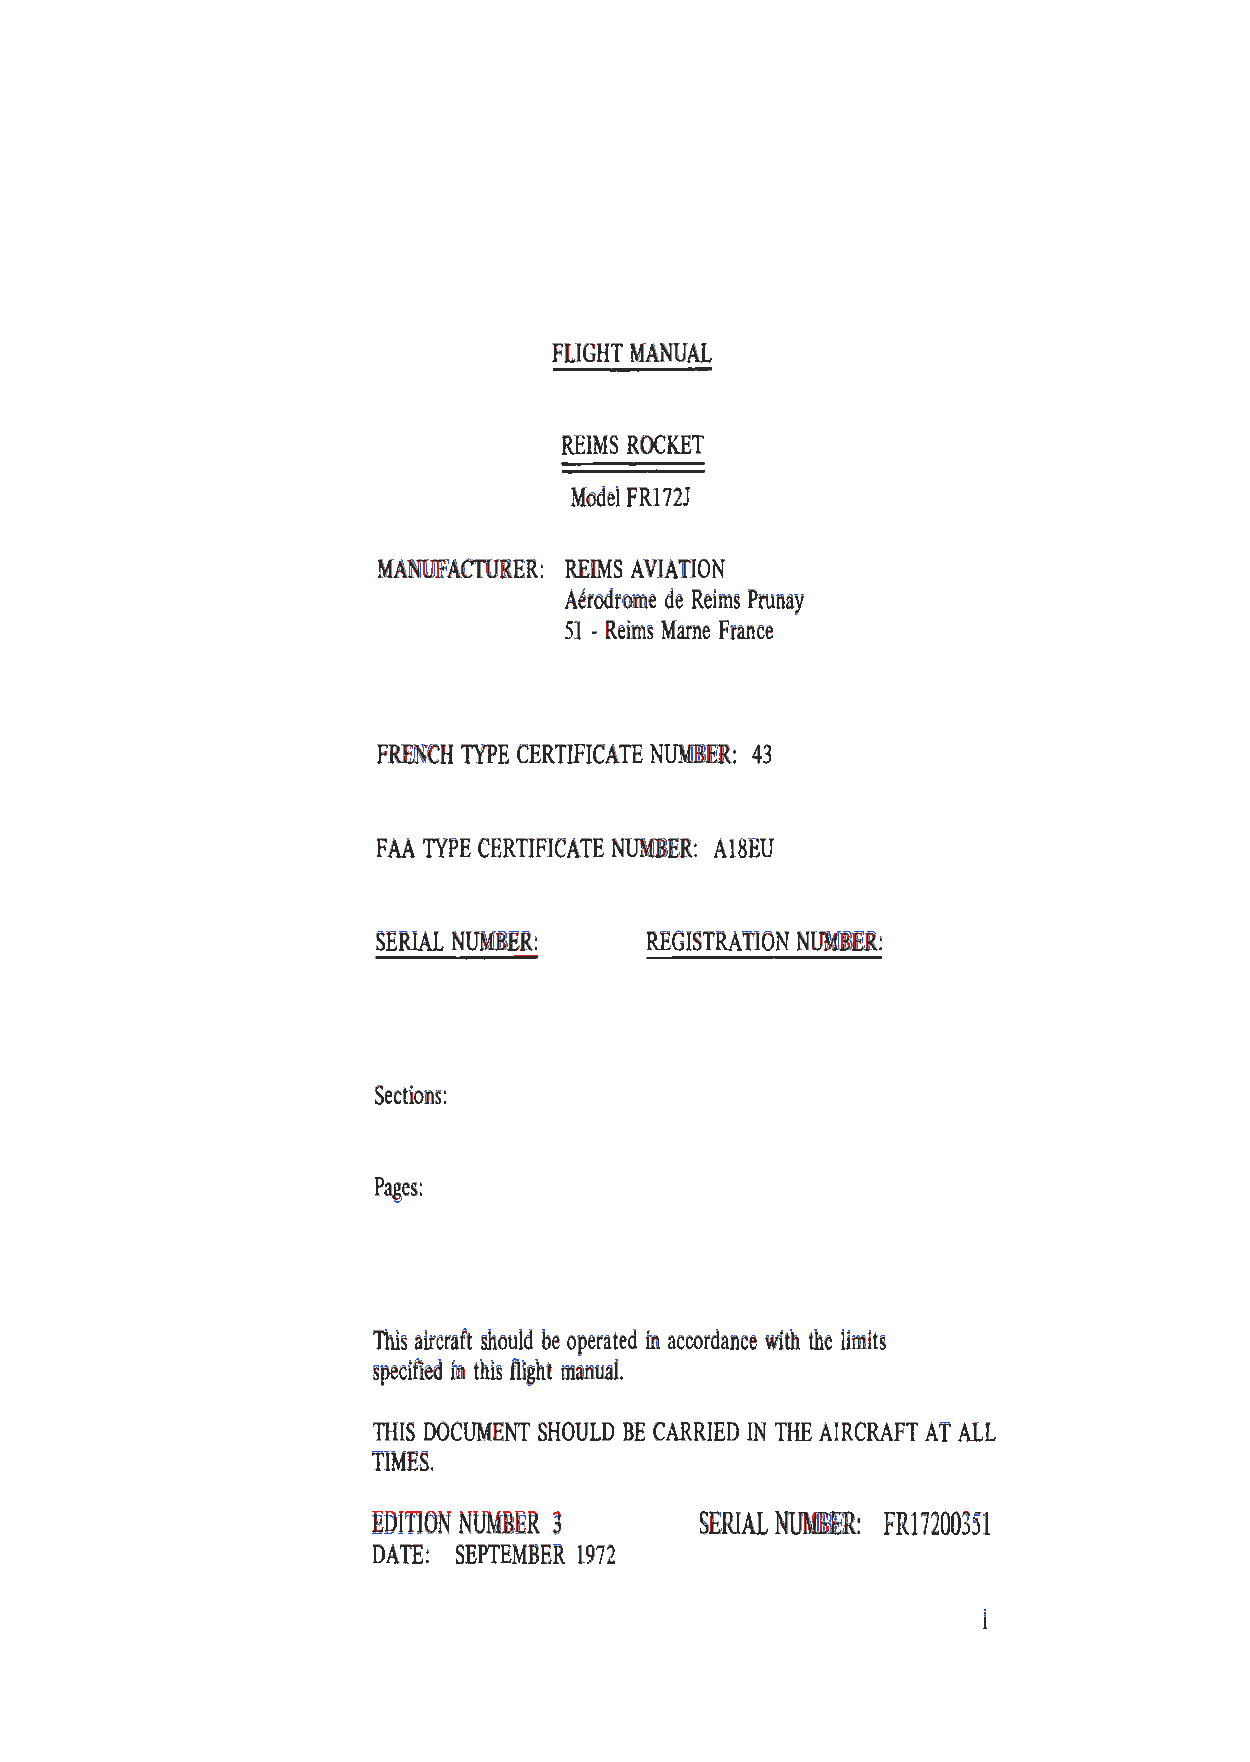 FLIGHT MANUAL
REIMS ROCKET
Model FR172J
MANUFACTURER: REIMS AVIATION
Aérodrome de Reims Prunay
51 - Reims Marne France
FRENCH TYPE CERTIFICATE NUMBER: 43
FAA TYPE CERTIFICATE NUMBER: A18EU
SERIAL NUMBER: REGISTRATION NUMBER:
Sections:
Pages:
This aircraft should be operated in accordance with the limits
specified in this flight manual.
THIS DOCUMENT SHOULD BE CARRIED IN THE AIRCRAFT AT ALL
TIMES.
EDITION NUMBER 3 SERIAL NUMBER: FR17200351
DATE: SEPTEMBER 1972
i